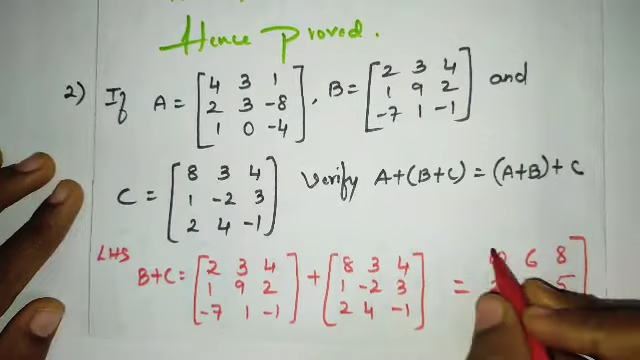 Hence Proved.
2) If A = [4 3 1 , B = [2 3 4 and
2 3 -8 1 9 2
1 0 -4] -7 1 -1]
C = [8 3 4 Verify A+(B+C) = (A+B)+C
1 -2 3
2 4 -1]
LHS
B+C = [2 3 4 + [8 3 4 = 6 8
1 9 2 1 -2 3 5
-7 1 -1] 2 4 -1]